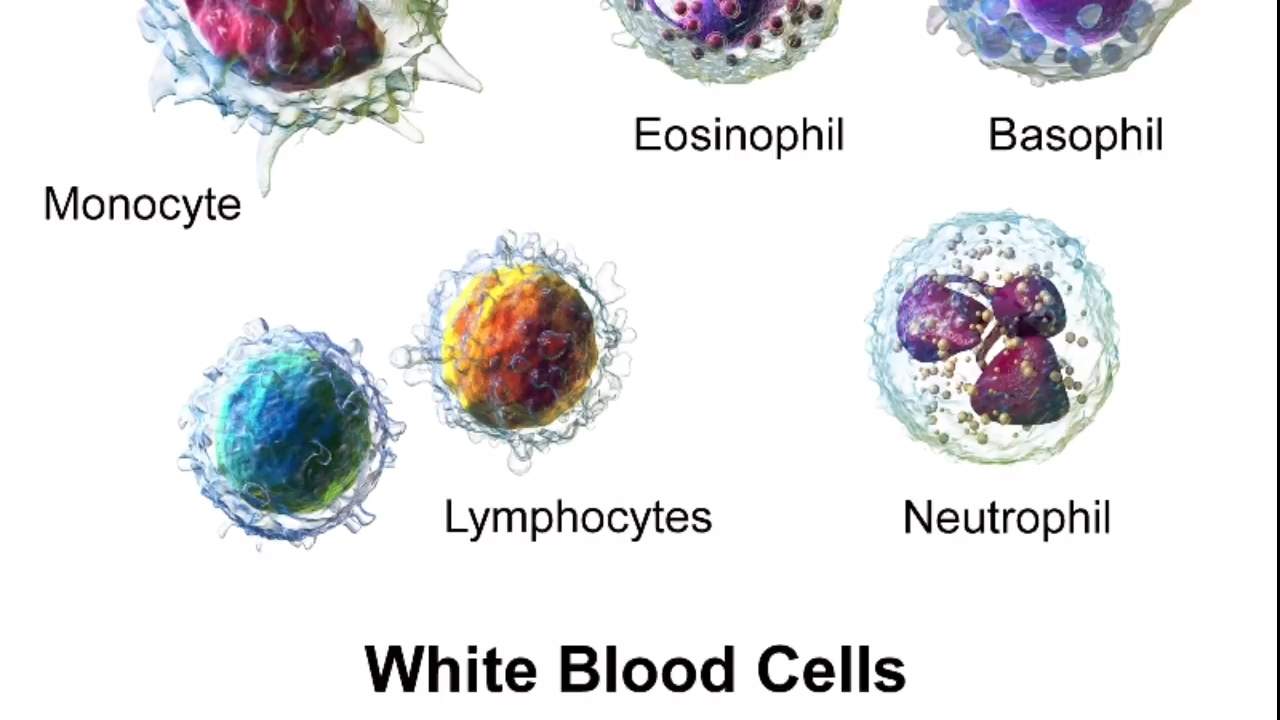 Eosinophil
Basophil
Monocyte
Lymphocytes
Neutrophil
White Blood Cells